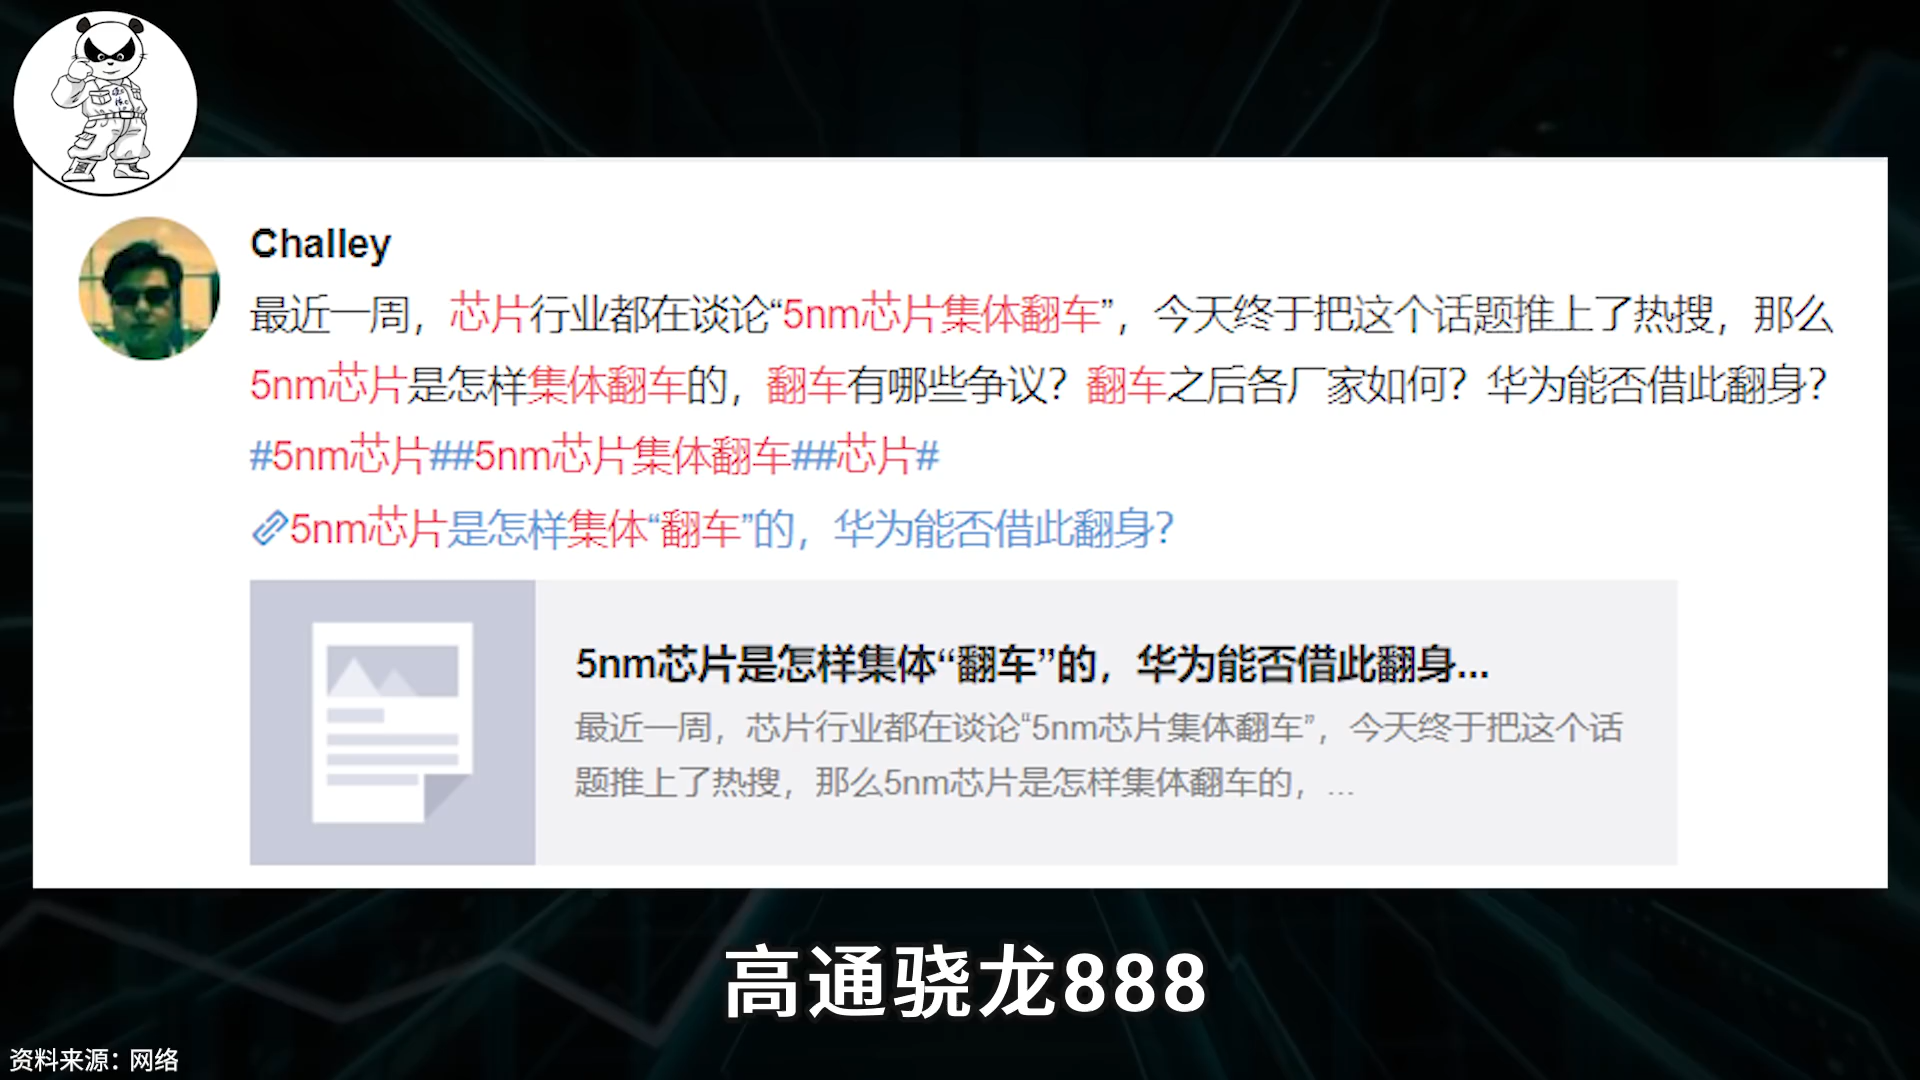 Challey
最近一周，芯片行业都在谈论“5nm芯片集体翻车”，今天终于把这个话题推上了热搜，那么
5nm芯片是怎样集体翻车的，翻车有哪些争议？翻车之后各厂家如何？华为能否借此翻身？
#5nm芯片##5nm芯片集体翻车##芯片#
5nm芯片是怎样集体“翻车”的，华为能否借此翻身？
5nm芯片是怎样集体“翻车”的，华为能否借此翻身...
最近一周，芯片行业都在谈论“5nm芯片集体翻车”，今天终于把这个话
题推上了热搜，那么5nm芯片是怎样集体翻车的，...
高通骁龙888
资料来源：网络